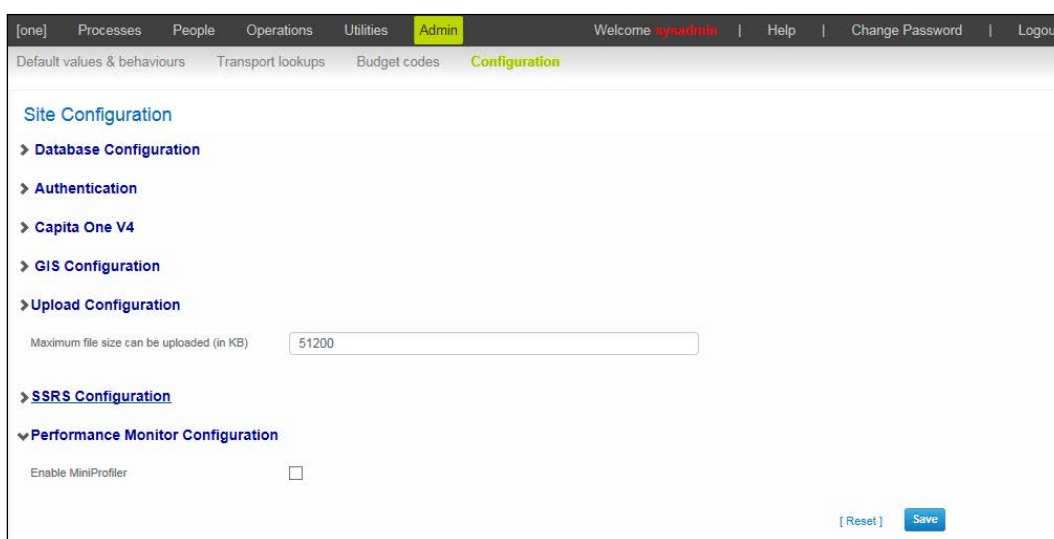 [one] Processes People Operations Utilities Admin Welcome sysadmin | Help | Change Password | Logou
Default values & behaviours Transport lookups Budget codes Configuration
Site Configuration
Database Configuration
Authentication
Capita One V4
GIS Configuration
Upload Configuration
Maximum file size can be uploaded (in KB) 51200
SSRS Configuration
Performance Monitor Configuration
Enable MiniProfiler
[ Reset ] Save